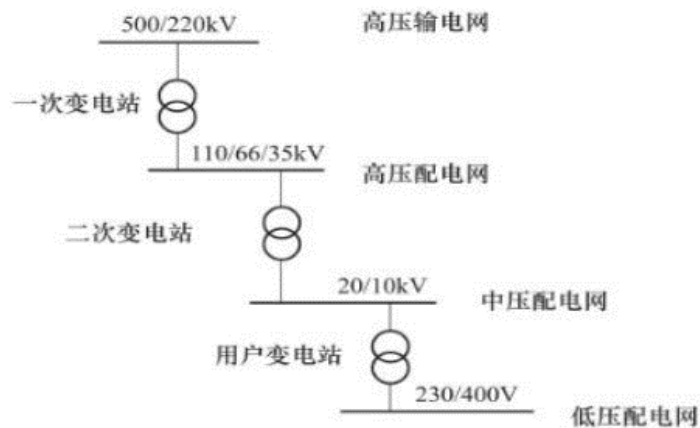 500/220kV 高压输电网
一次变电站
110/66/35kV 高压配电网
二次变电站
20/10kV 中压配电网
用户变电站
230/400V 低压配电网